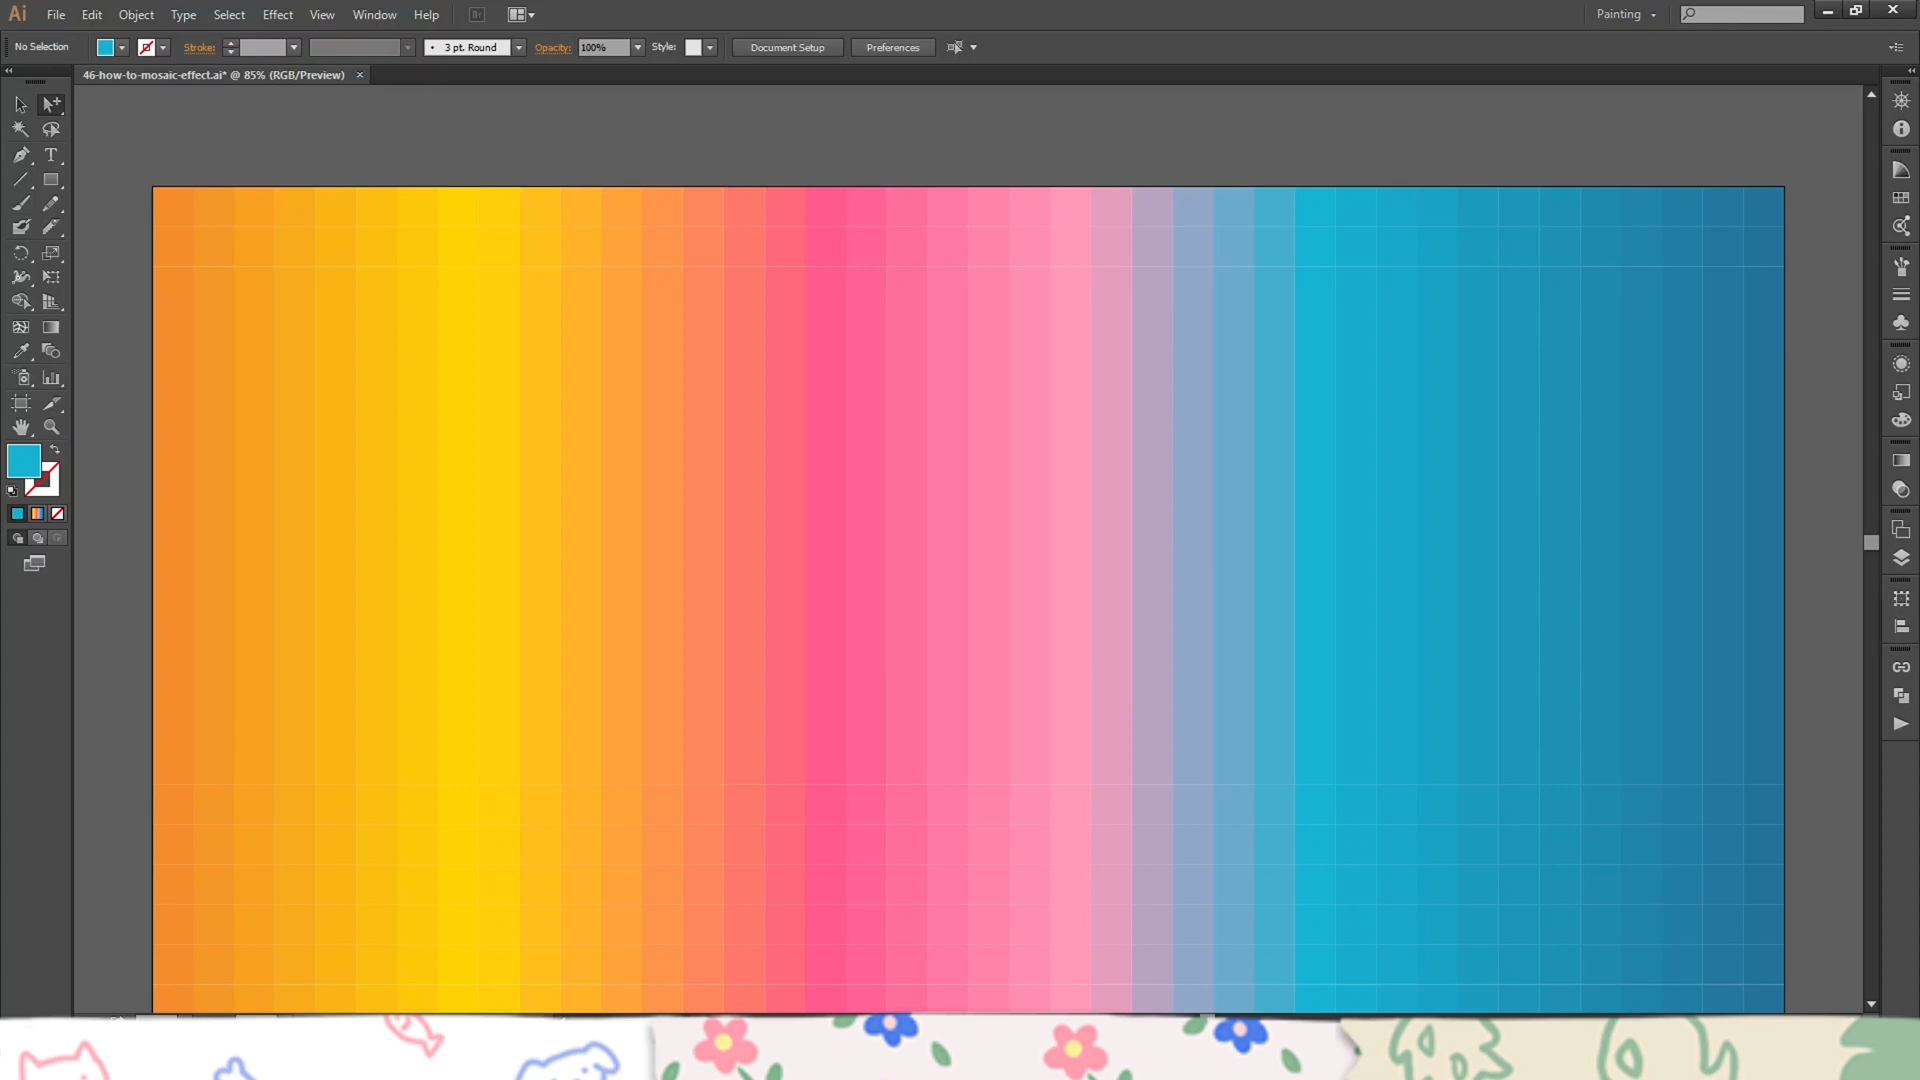 Ai File Edit Object Type Select Effect View Window Help Br Painting
No Selection Stroke: • 3 pt. Round Opacity: 100% Style: Document Setup Preferences
46-how-to-mosaic-effect.ai* @ 85% (RGB/Preview) ×
T